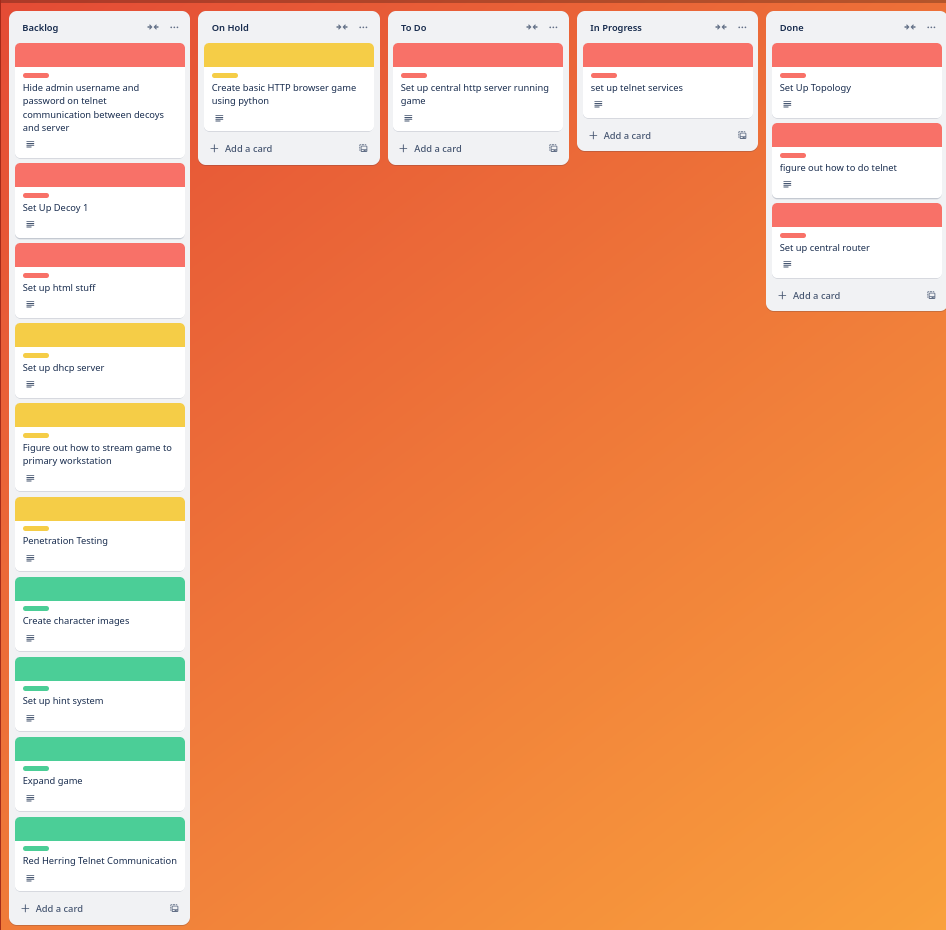 Backlog
Hide admin username and
password on telnet
communication between decoys
and server
Set Up Decoy 1
Set up html stuff
Set up dhcp server
Figure out how to stream game to
primary workstation
Penetration Testing
Create character images
Set up hint system
Expand game
Red Herring Telnet Communication
Add a card
On Hold
Create basic HTTP browser game
using python
Add a card
To Do
Set up central http server running
game
Add a card
In Progress
set up telnet services
Add a card
Done
Set Up Topology
figure out how to do telnet
Set up central router
Add a card